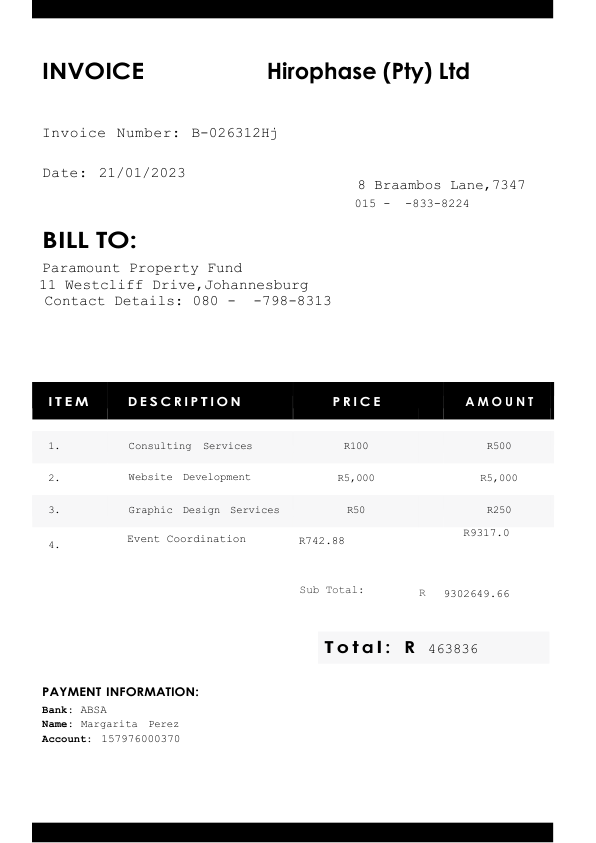 INVOICE Hirophase (Pty) Ltd
Invoice Number: B-026312Hj
Date: 21/01/2023
8 Braambos Lane,7347
015 - -833-8224
BILL TO:
Paramount Property Fund
11 Westcliff Drive,Johannesburg
Contact Details: 080 - -798-8313
ITEM DESCRIPTION PRICE AMOUNT
1. Consulting Services R100 R500
2. Website Development R5,000 R5,000
3. Graphic Design Services R50 R250
4. Event Coordination R742.88 R9317.0
Sub Total: R 9302649.66
Total: R 463836
PAYMENT INFORMATION:
Bank: ABSA
Name: Margarita Perez
Account: 157976000370